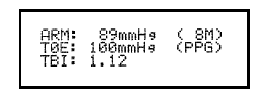 ARM: 89mmHg ( 8M)
TOE: 100mmHg (PPG)
TBI: 1.12